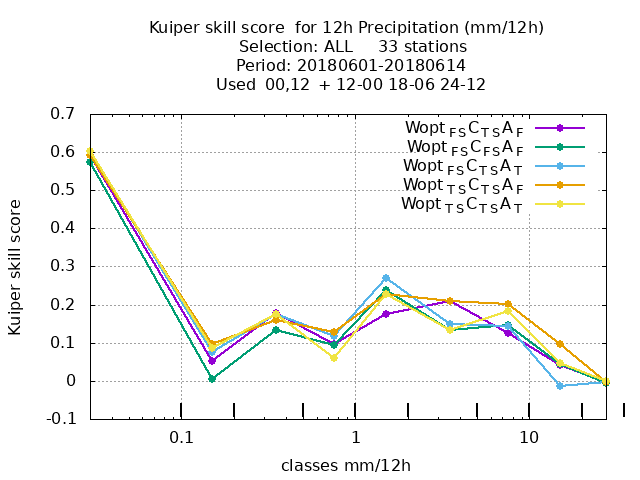 Kuiper skill score  for 12h Precipitation (mm/12h)
Selection: ALL     33 stations
Period: 20180601-20180614
Used  00,12  + 12-00 18-06 24-12
Wopt FS C TS A F
Wopt FS C FS A F
Wopt FS C TS A T
Wopt TS C TS A F
Wopt TS C TS A T
Kuiper skill score
0.7
0.6
0.5
0.4
0.3
0.2
0.1
0
-0.1
0.1 1 10
classes mm/12h